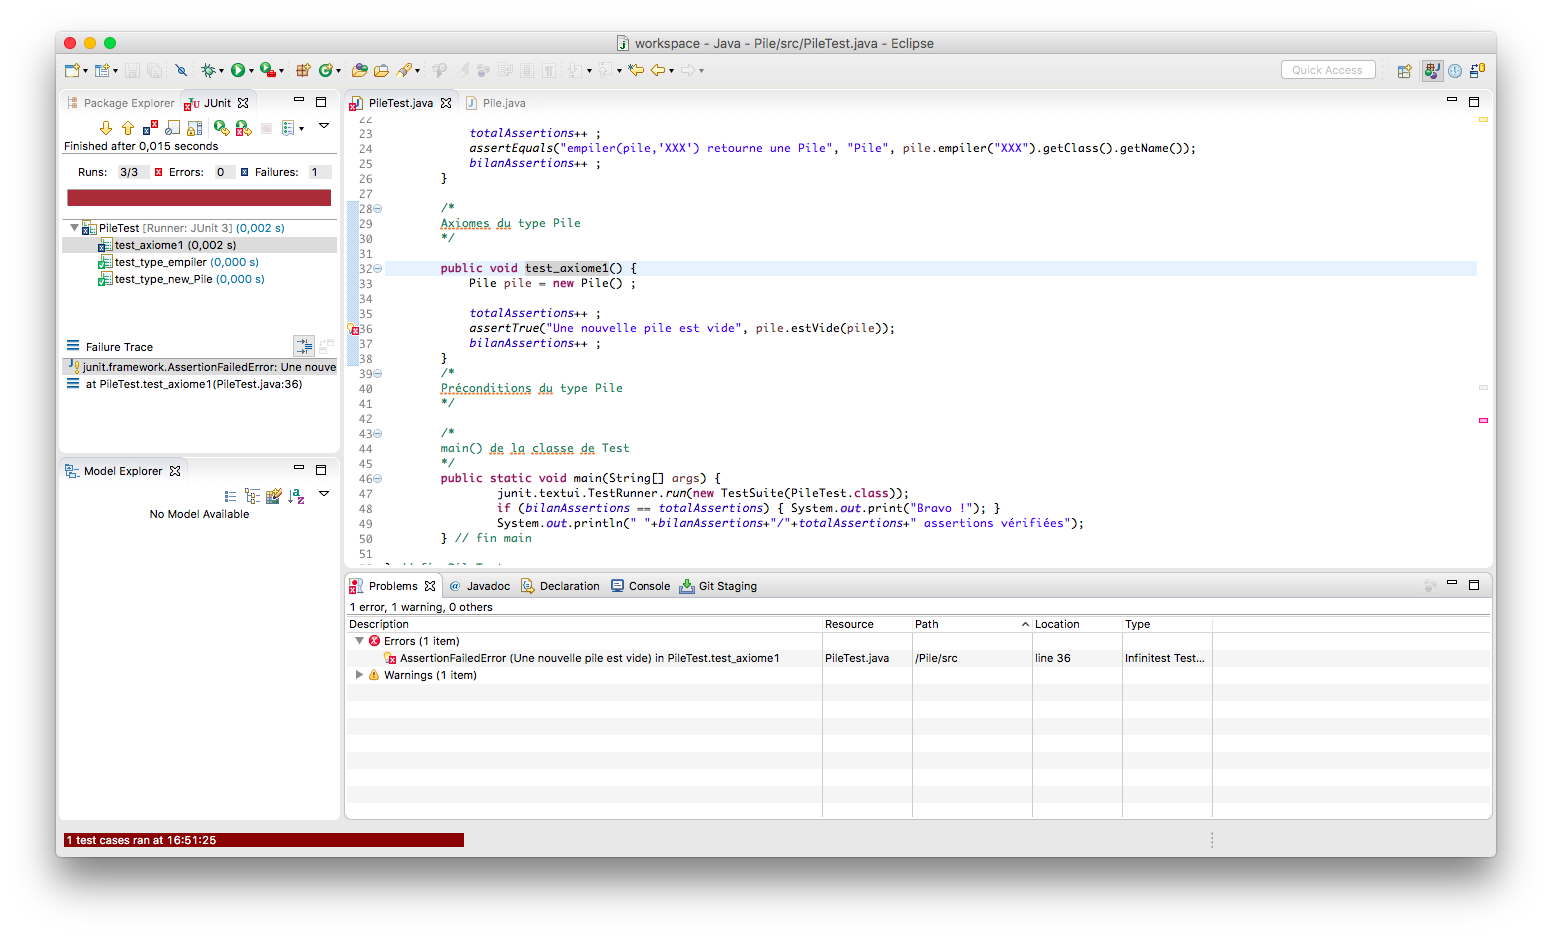 workspace - Java - Pile/src/PileTest.java - Eclipse
Quick Access
Package Explorer
JUnit
Finished after 0,015 seconds
Runs: 3/3 Errors: 0 Failures: 1
PileTest [Runner: JUnit 3] (0,002 s)
test_axiome1 (0,002 s)
test_type_empiler (0,000 s)
test_type_new_Pile (0,000 s)
Failure Trace
junit.framework.AssertionFailedError: Une nouve
at PileTest.test_axiome1(PileTest.java:36)
Model Explorer
No Model Available
PileTest.java
Pile.java
22
23 totalAssertions++ ;
24 assertEquals("empiler(pile,'XXX') retourne une Pile", "Pile", pile.empiler("XXX").getClass().getName());
25 bilanAssertions++ ;
26 }
27
28 /*
29 Axiomes du type Pile
30 */
31
32 public void test_axiome1() {
33 Pile pile = new Pile() ;
34
35 totalAssertions++ ;
36 assertTrue("Une nouvelle pile est vide", pile.estVide(pile));
37 bilanAssertions++ ;
38 }
39 /*
40 Préconditions du type Pile
41 */
42
43 /*
44 main() de la classe de Test
45 */
46 public static void main(String[] args) {
47 junit.textui.TestRunner.run(new TestSuite(PileTest.class));
48 if (bilanAssertions == totalAssertions) { System.out.print("Bravo !"); }
49 System.out.println(" "+bilanAssertions+"/"+totalAssertions+" assertions vérifiées");
50 } // fin main
51
Problems
Javadoc
Declaration
Console
Git Staging
1 error, 1 warning, 0 others
Description Resource Path Location Type
Errors (1 item)
AssertionFailedError (Une nouvelle pile est vide) in PileTest.test_axiome1 PileTest.java /Pile/src line 36 Infinitest Test...
Warnings (1 item)
1 test cases ran at 16:51:25